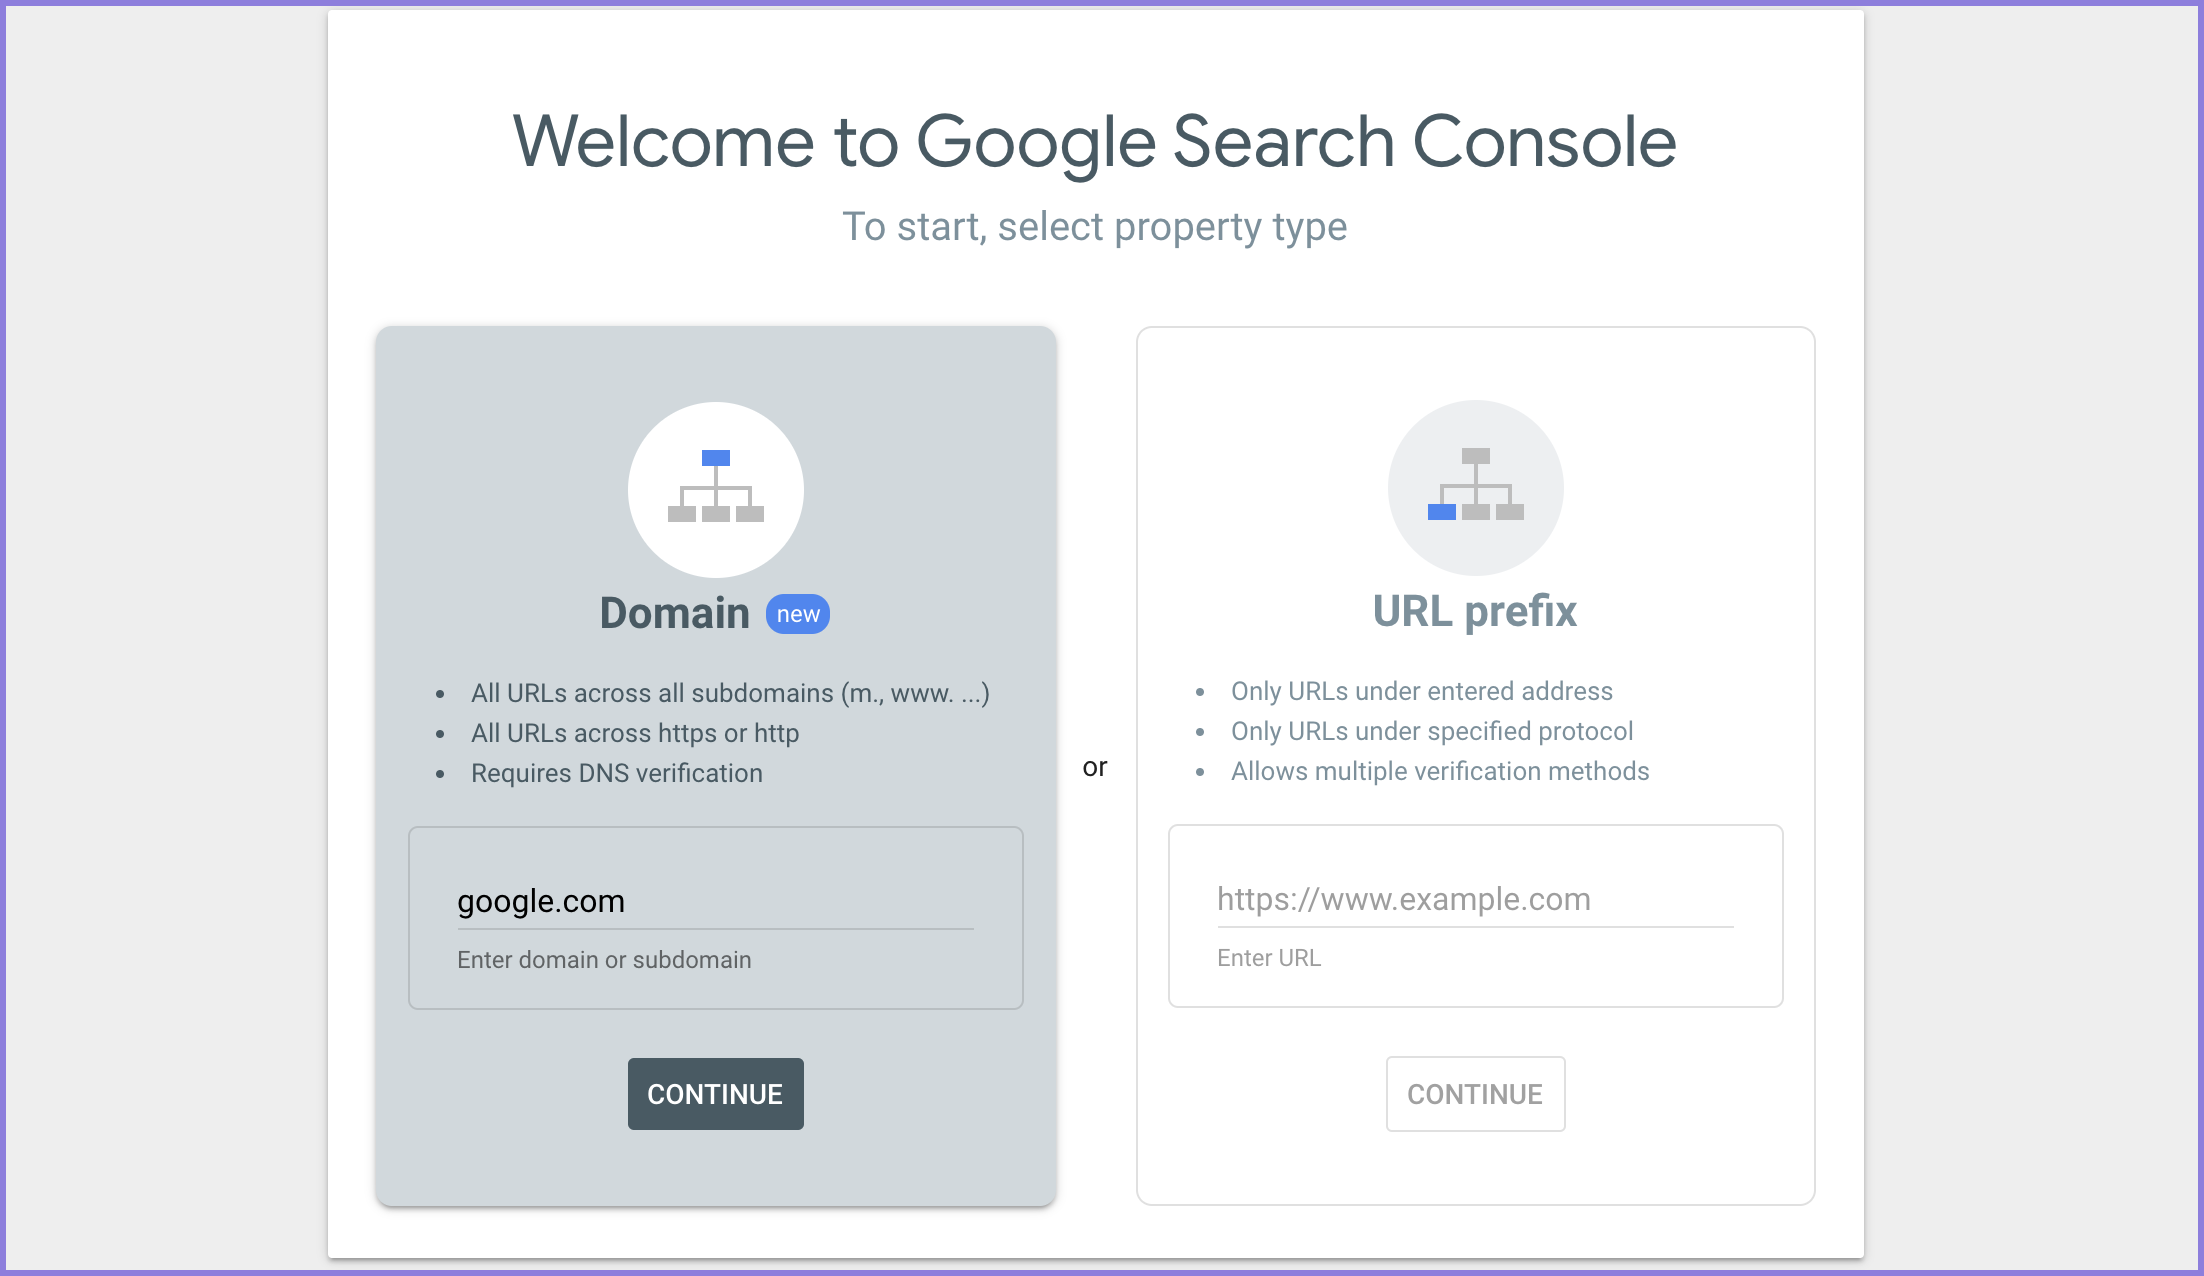 Welcome to Google Search Console
To start, select property type
Domain new
• All URLs across all subdomains (m., www. ...)
• All URLs across https or http
• Requires DNS verification
google.com
Enter domain or subdomain
CONTINUE
or
URL prefix
• Only URLs under entered address
• Only URLs under specified protocol
• Allows multiple verification methods
https://www.example.com
Enter URL
CONTINUE